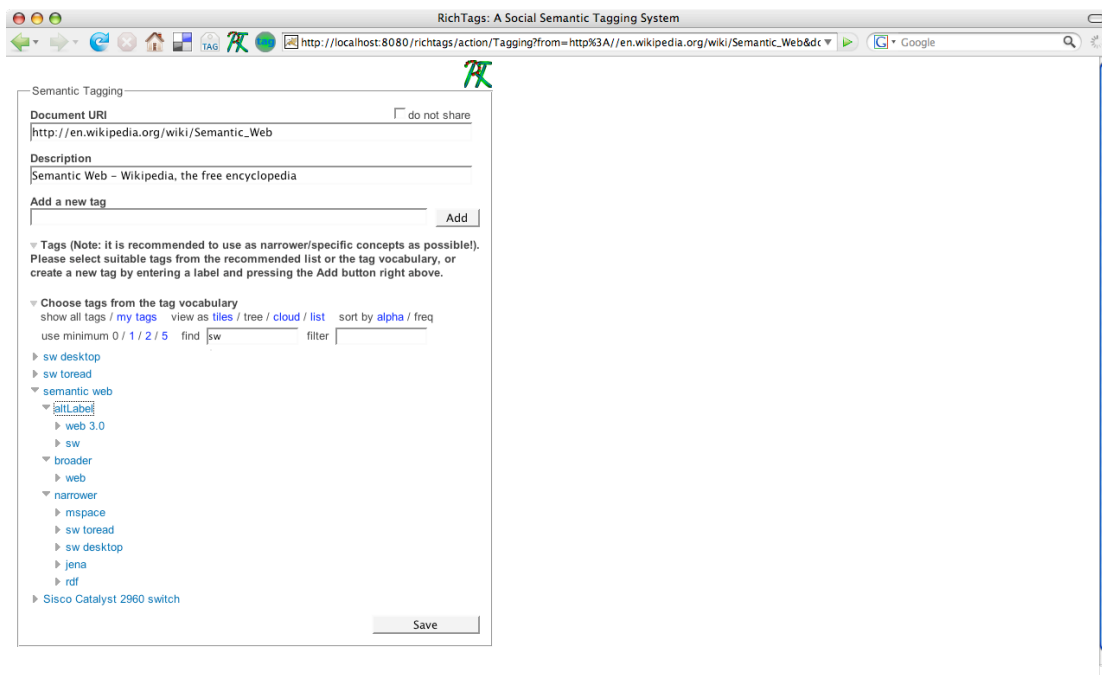 RichTags: A Social Semantic Tagging System
TAG tag http://localhost:8080/richtags/action/Tagging?from=http%3A//en.wikipedia.org/wiki/Semantic_Web&dc G Google
Semantic Tagging
Document URI do not share
http://en.wikipedia.org/wiki/Semantic_Web
Description
Semantic Web – Wikipedia, the free encyclopedia
Add a new tag
Add
Tags (Note: it is recommended to use as narrower/specific concepts as possible!).
Please select suitable tags from the recommended list or the tag vocabulary, or
create a new tag by entering a label and pressing the Add button right above.
Choose tags from the tag vocabulary
show all tags / my tags view as tiles / tree / cloud / list sort by alpha / freq
use minimum 0 / 1 / 2 / 5 find sw filter
sw desktop
sw toread
semantic web
altLabel
web 3.0
sw
broader
web
narrower
mspace
sw toread
sw desktop
jena
rdf
Sisco Catalyst 2960 switch
Save